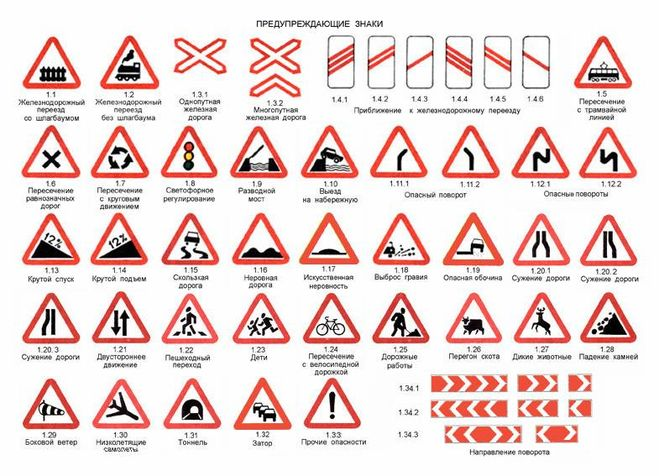 ПРЕДУПРЕЖДАЮЩИЕ ЗНАКИ
1.1
Железнодорожный
переезд
со шлагбаумом
1.2
Железнодорожный
переезд
без шлагбаума
1.3.1
Однопутная
железная
дорога
1.3.2
Многопутная
железная дорога
1.4.1
1.4.2
1.4.3
1.4.4
1.4.5
1.4.6
Приближение к железнодорожному переезду
1.5
Пересечение
с трамвайной
линией
1.6
Пересечение
равнозначных
дорог
1.7
Пересечение
с круговым
движением
1.8
Светофорное
регулирование
1.9
Разводной
мост
1.10
Выезд
на набережную
1.11.1
1.11.2
Опасный поворот
1.12.1
1.12.2
Опасные повороты
12%
1.13
Крутой спуск
12%
1.14
Крутой подъем
1.15
Скользкая
дорога
1.16
Неровная
дорога
1.17
Искусственная
неровность
1.18
Выброс гравия
1.19
Опасная обочина
1.20.1
Сужение дороги
1.20.2
Сужение дороги
1.20.3
Сужение дороги
1.21
Двустороннее
движение
1.22
Пешеходный
переход
1.23
Дети
1.24
Пересечение
с велосипедной
дорожкой
1.25
Дорожные
работы
1.26
Перегон скота
1.27
Дикие животные
1.28
Падение камней
1.29
Боковой ветер
1.30
Низколетящие
самолеты
1.31
Тоннель
1.32
Затор
1.33
Прочие опасности
1.34.1
1.34.2
1.34.3
Направление поворота